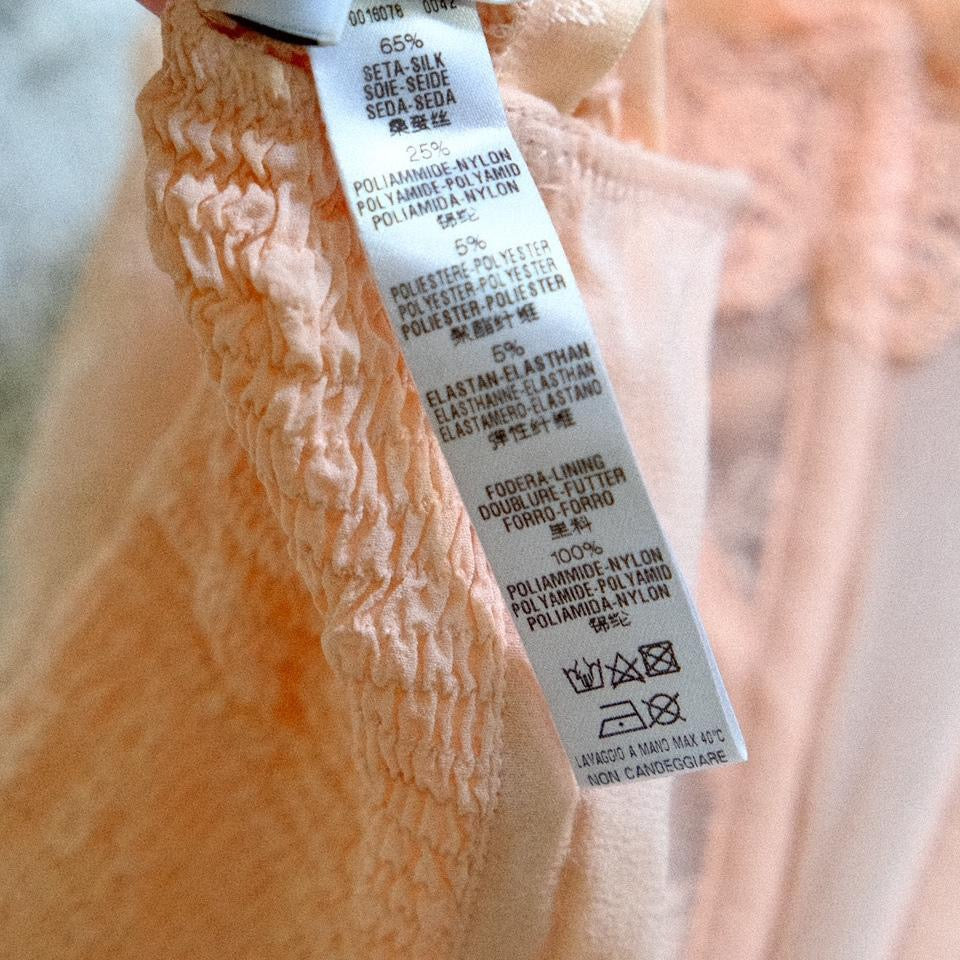 0016078 0042
65%
SETA-SILK
SOIE-SEIDE
SEDA-SEDA
桑蚕丝
25%
POLIAMMIDE-NYLON
POLYAMIDE-POLYAMID
POLIAMIDA-NYLON
锦纶
5%
POLIESTERE-POLYESTER
POLYESTER-POLYESTER
POLIESTER-POLIESTER
聚酯纤维
5%
ELASTAN-ELASTHAN
ELASTHANNE-ELASTHAN
ELASTAMERO-ELASTANO
弹性纤维
FODERA-LINING
DOUBLURE-FUTTER
FORRO-FORRO
里料
100%
POLIAMMIDE-NYLON
POLYAMIDE-POLYAMID
POLIAMIDA-NYLON
锦纶
LAVAGGIO A MANO MAX 40°C
NON CANDEGGIARE